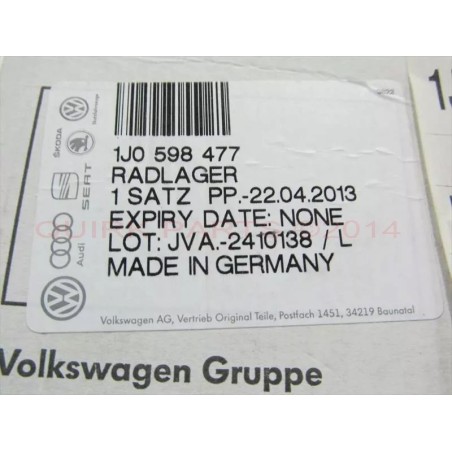 1J0 598 477
RADLAGER
1 SATZ PP.-22.04.2013
EXPIRY DATE: NONE
LOT: JVA.-2410138 / L
MADE IN GERMANY
ŠKODA
SEAT
Audi
Volkswagen AG, Vertrieb Original Teile, Postfach 1451, 34219 Baunatal
Volkswagen Gruppe